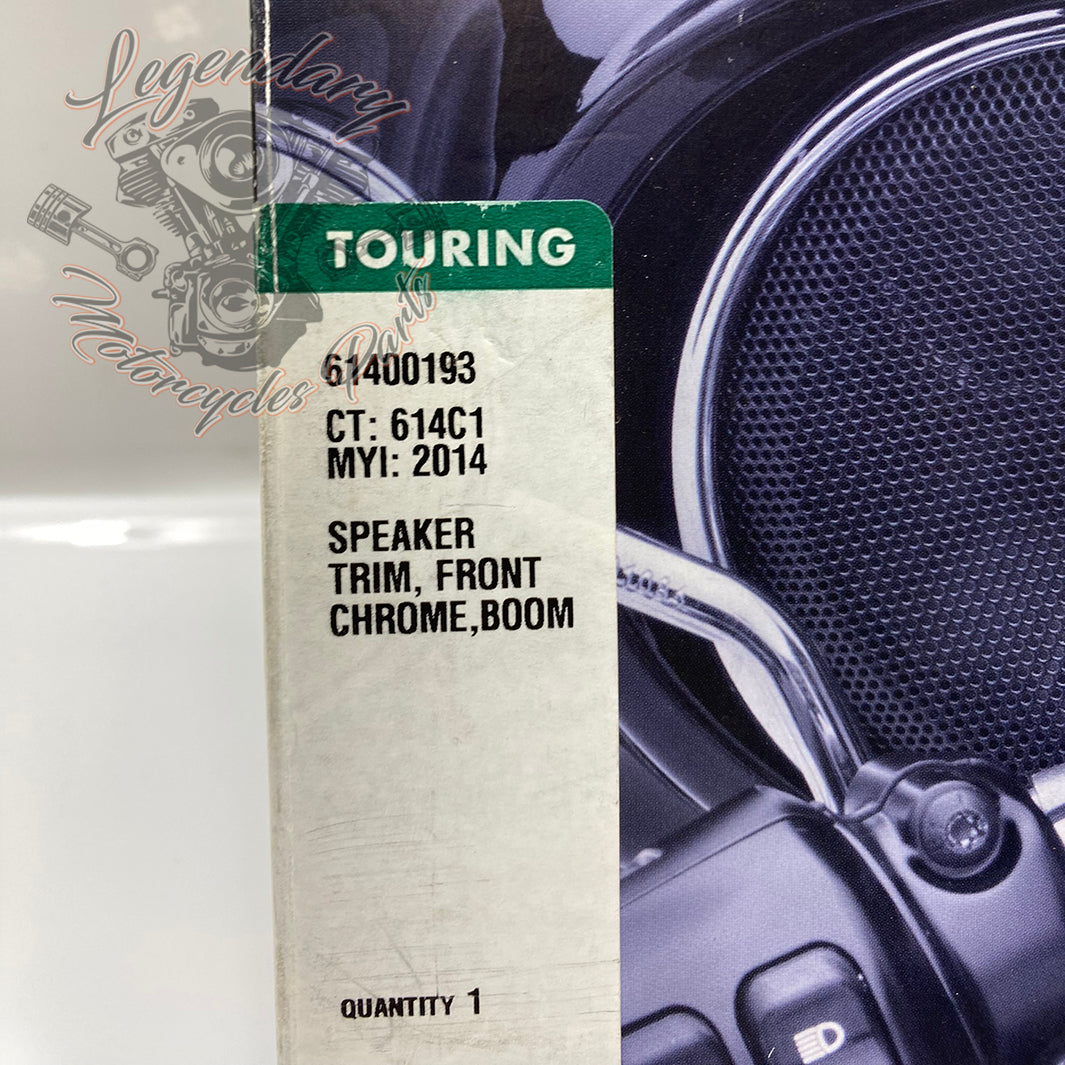 Legendary
Motorcycles Parts
TOURING
61400193
CT: 614C1
MYI: 2014
SPEAKER
TRIM, FRONT
CHROME,BOOM
QUANTITY 1